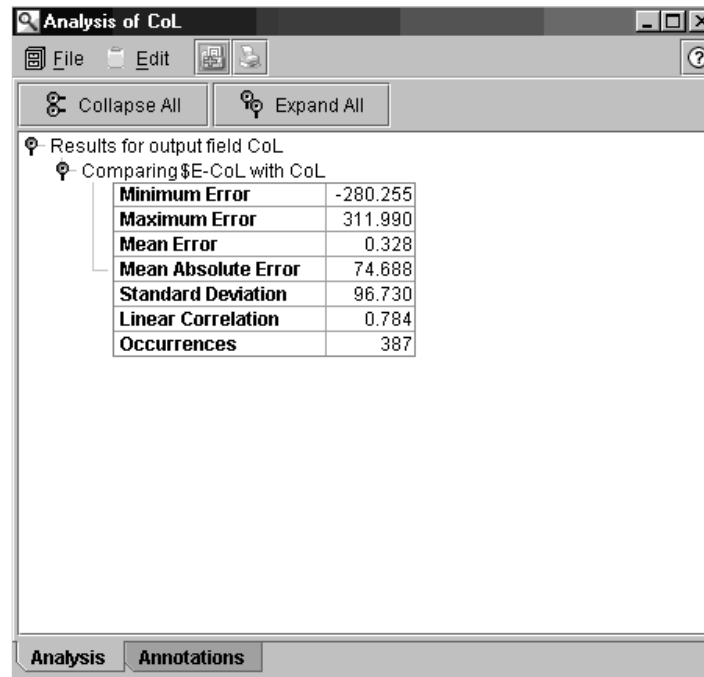 Analysis of CoL
File Edit
Collapse All Expand All
Results for output field CoL
Comparing $E-CoL with CoL
Minimum Error -280.255
Maximum Error 311.990
Mean Error 0.328
Mean Absolute Error 74.688
Standard Deviation 96.730
Linear Correlation 0.784
Occurrences 387
Analysis Annotations